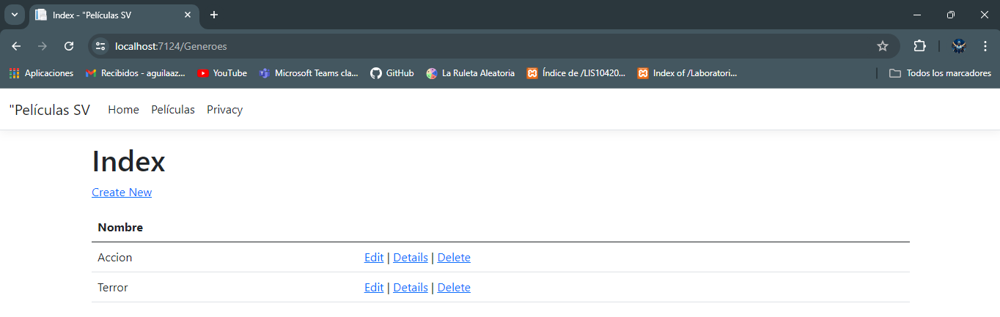 Index - "Películas SV
localhost:7124/Generoes
Aplicaciones Recibidos - aguilaaz... YouTube Microsoft Teams cla... GitHub La Ruleta Aleatoria Índice de /LIS10420... Index of /Laboratori... Todos los marcadores
"Películas SV Home Películas Privacy
Index
Create New
Nombre
Accion Edit | Details | Delete
Terror Edit | Details | Delete